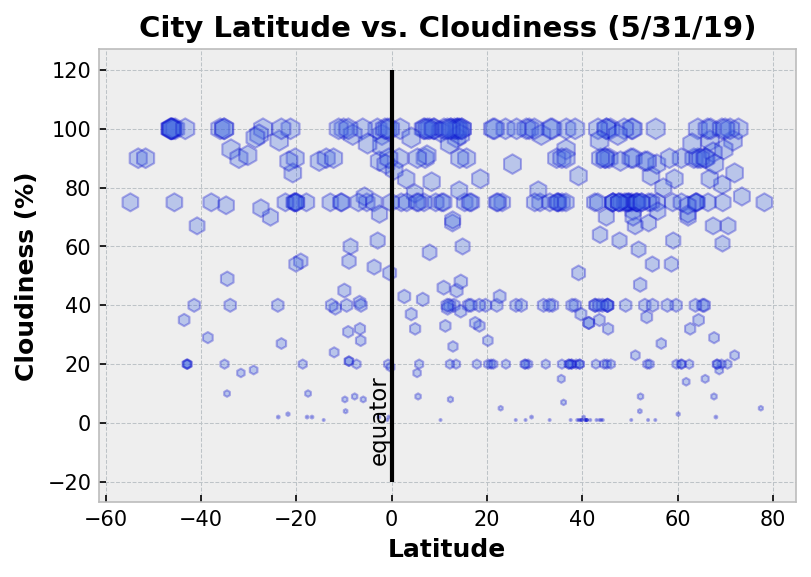 City Latitude vs. Cloudiness (5/31/19)
120
100
80
60
40
20
0
−20
Cloudiness (%)
equator
−60 −40 −20 0 20 40 60 80
Latitude